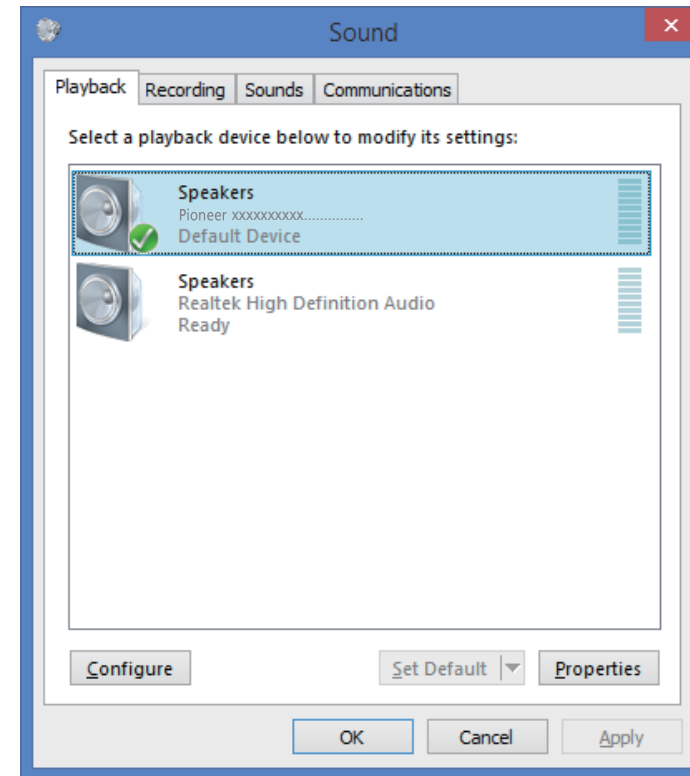 Sound
Playback Recording Sounds Communications
Select a playback device below to modify its settings:
Speakers
Pioneer xxxxxxxxxx...............
Default Device
Speakers
Realtek High Definition Audio
Ready
Configure Set Default Properties
OK Cancel Apply